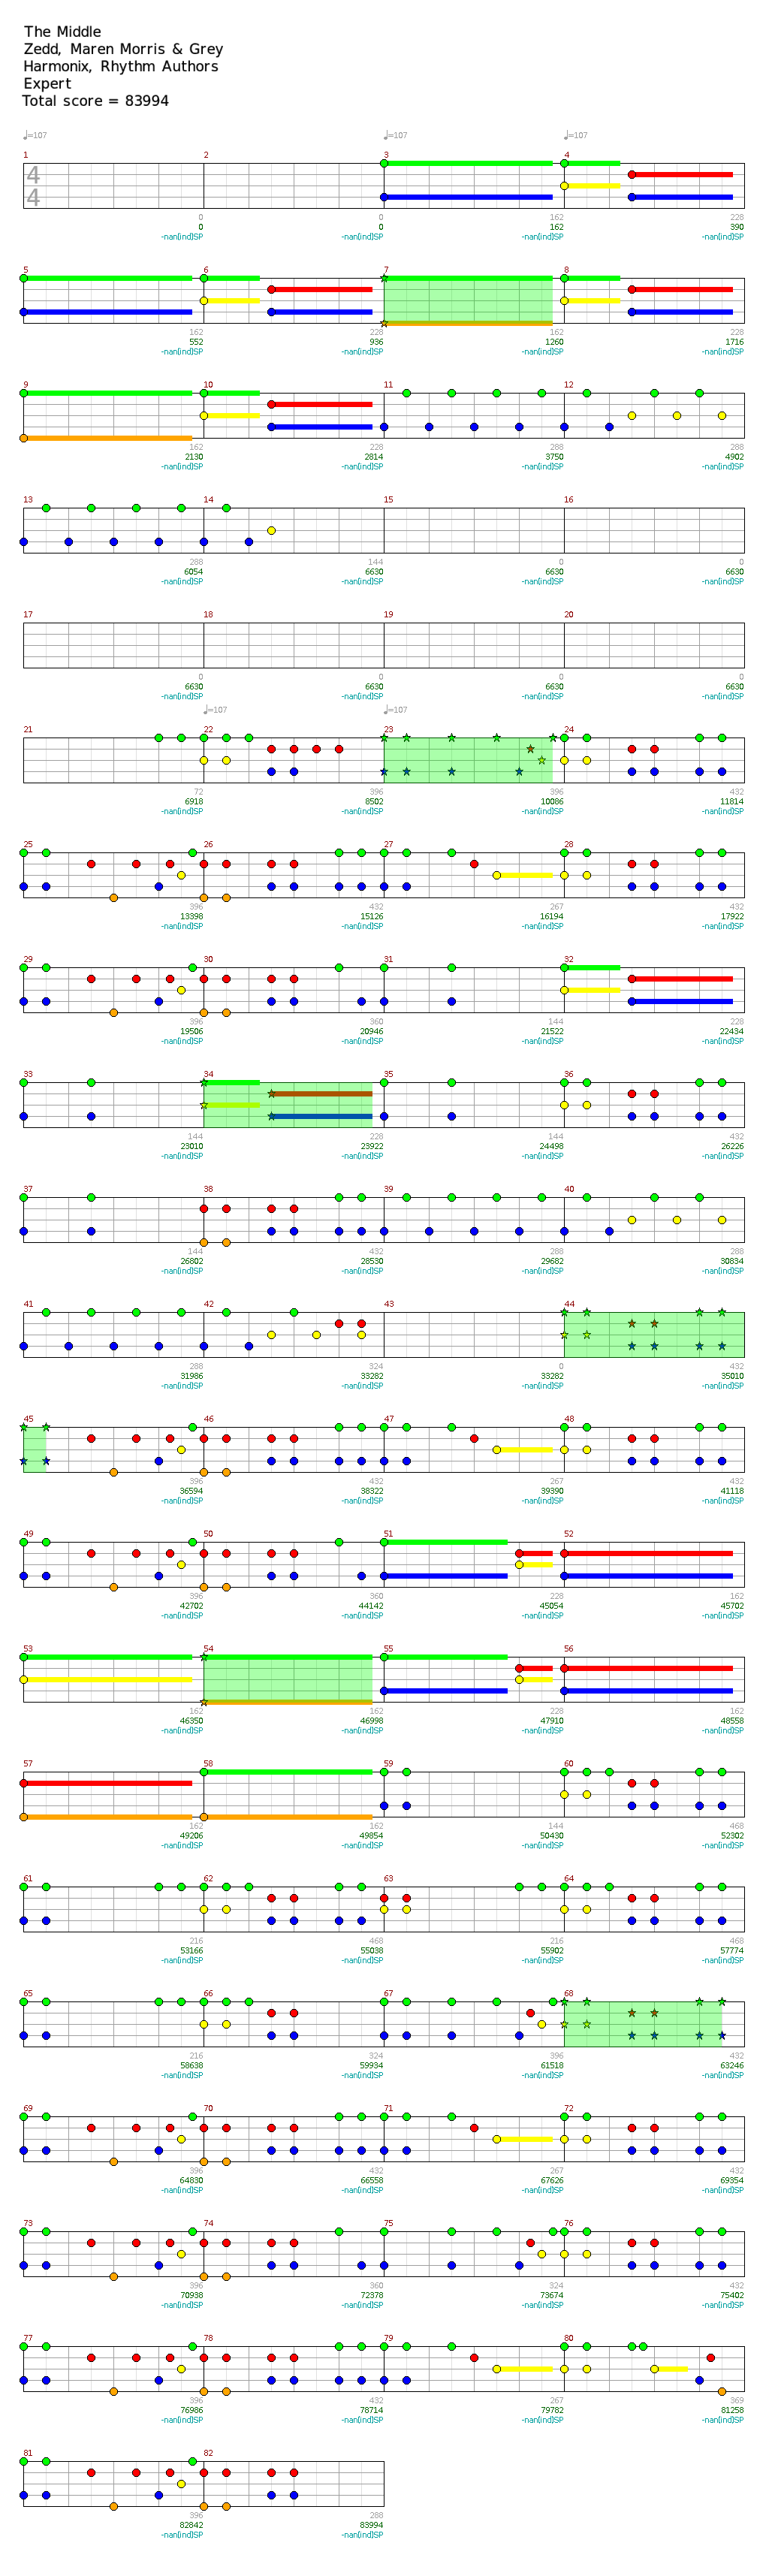 The Middle
Zedd, Maren Morris & Grey
Harmonix, Rhythm Authors
Expert
Total score = 83994
♩=107 ♩=107 ♩=107
1 2 3 4
4
4
0 0 162 228
0 0 162 390
-nan(ind)SP -nan(ind)SP -nan(ind)SP -nan(ind)SP
5 6 7 8
162 228 162 228
552 936 1260 1716
-nan(ind)SP -nan(ind)SP -nan(ind)SP -nan(ind)SP
9 10 11 12
162 228 288 288
2130 2814 3750 4902
-nan(ind)SP -nan(ind)SP -nan(ind)SP -nan(ind)SP
13 14 15 16
288 144 0 0
6054 6630 6630 6630
-nan(ind)SP -nan(ind)SP -nan(ind)SP -nan(ind)SP
17 18 19 20
0 0 0 0
6630 6630 6630 6630
-nan(ind)SP -nan(ind)SP -nan(ind)SP -nan(ind)SP
♩=107 ♩=107
21 22 23 24
72 396 396 432
6918 8502 10086 11814
-nan(ind)SP -nan(ind)SP -nan(ind)SP -nan(ind)SP
25 26 27 28
396 432 267 432
13398 15126 16194 17922
-nan(ind)SP -nan(ind)SP -nan(ind)SP -nan(ind)SP
29 30 31 32
396 360 144 228
19506 20946 21522 22434
-nan(ind)SP -nan(ind)SP -nan(ind)SP -nan(ind)SP
33 34 35 36
144 228 144 432
23010 23922 24498 26226
-nan(ind)SP -nan(ind)SP -nan(ind)SP -nan(ind)SP
37 38 39 40
144 432 288 288
26802 28530 29682 30834
-nan(ind)SP -nan(ind)SP -nan(ind)SP -nan(ind)SP
41 42 43 44
288 324 0 432
31986 33282 33282 35010
-nan(ind)SP -nan(ind)SP -nan(ind)SP -nan(ind)SP
45 46 47 48
396 432 267 432
36594 38322 39390 41118
-nan(ind)SP -nan(ind)SP -nan(ind)SP -nan(ind)SP
49 50 51 52
396 360 228 162
42702 44142 45054 45702
-nan(ind)SP -nan(ind)SP -nan(ind)SP -nan(ind)SP
53 54 55 56
162 162 228 162
46350 46998 47910 48558
-nan(ind)SP -nan(ind)SP -nan(ind)SP -nan(ind)SP
57 58 59 60
162 162 144 468
49206 49854 50430 52302
-nan(ind)SP -nan(ind)SP -nan(ind)SP -nan(ind)SP
61 62 63 64
216 468 216 468
53166 55038 55902 57774
-nan(ind)SP -nan(ind)SP -nan(ind)SP -nan(ind)SP
65 66 67 68
216 324 396 432
58638 59934 61518 63246
-nan(ind)SP -nan(ind)SP -nan(ind)SP -nan(ind)SP
69 70 71 72
396 432 267 432
64830 66558 67626 69354
-nan(ind)SP -nan(ind)SP -nan(ind)SP -nan(ind)SP
73 74 75 76
396 360 324 432
70938 72378 73674 75402
-nan(ind)SP -nan(ind)SP -nan(ind)SP -nan(ind)SP
77 78 79 80
396 432 267 369
76986 78714 79782 81258
-nan(ind)SP -nan(ind)SP -nan(ind)SP -nan(ind)SP
81 82
396 288
82842 83994
-nan(ind)SP -nan(ind)SP